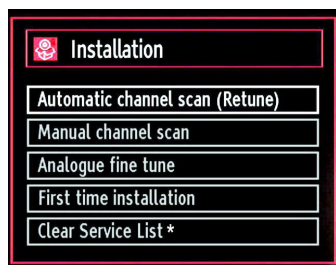 Installation
Automatic channel scan (Retune)
Manual channel scan
Analogue fine tune
First time installation
Clear Service List *